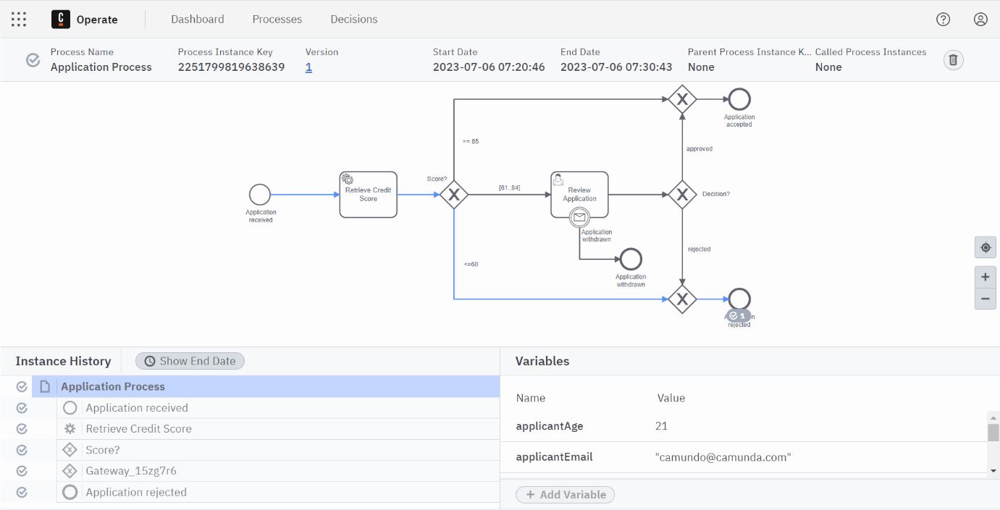 Operate
Dashboard
Processes
Decisions
Process Name
Application Process
Process Instance Key
2251799819638639
Version
1
Start Date
2023-07-06 07:20:46
End Date
2023-07-06 07:30:43
Parent Process Instance K...
None
Called Process Instances
None
Application
accepted
>= 85
approved
Score?
[61..84]
Retrieve Credit
Score
Review
Application
Decision?
Application
received
Application
withdrawn
rejected
<=60
Application
withdrawn
1
rejected
Instance History
Show End Date
Application Process
Application received
Retrieve Credit Score
Score?
Gateway_15zg7r6
Application rejected
Variables
Name
Value
applicantAge
21
applicantEmail
"camundo@camunda.com"
+ Add Variable